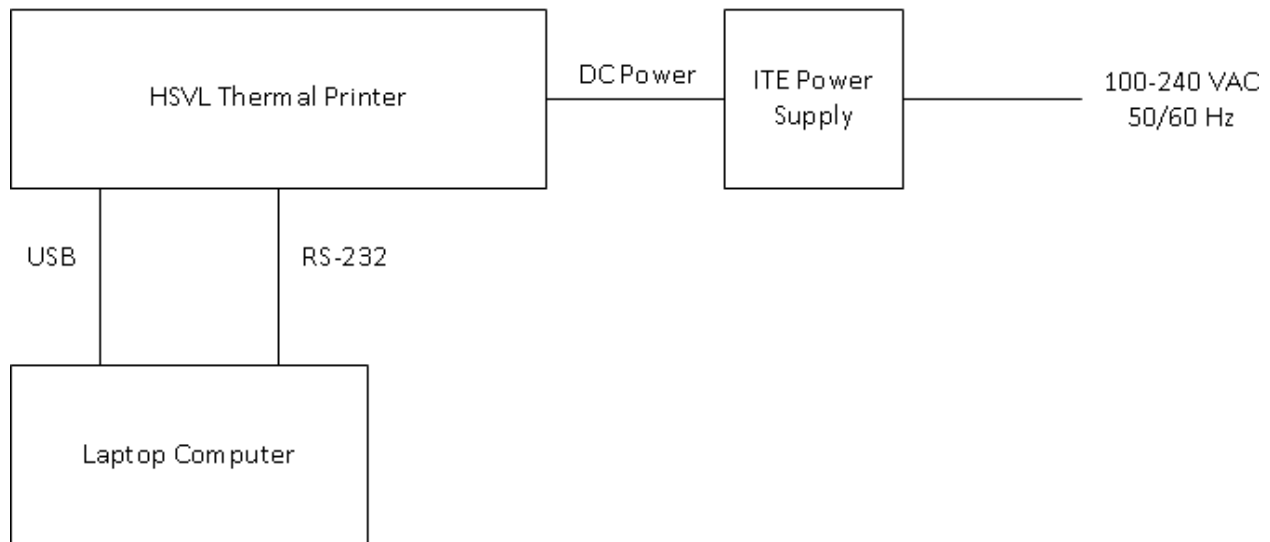 HSVL Thermal Printer
DC Power
ITE Power
Supply
100-240 VAC
50/60 Hz
USB
RS-232
Laptop Computer